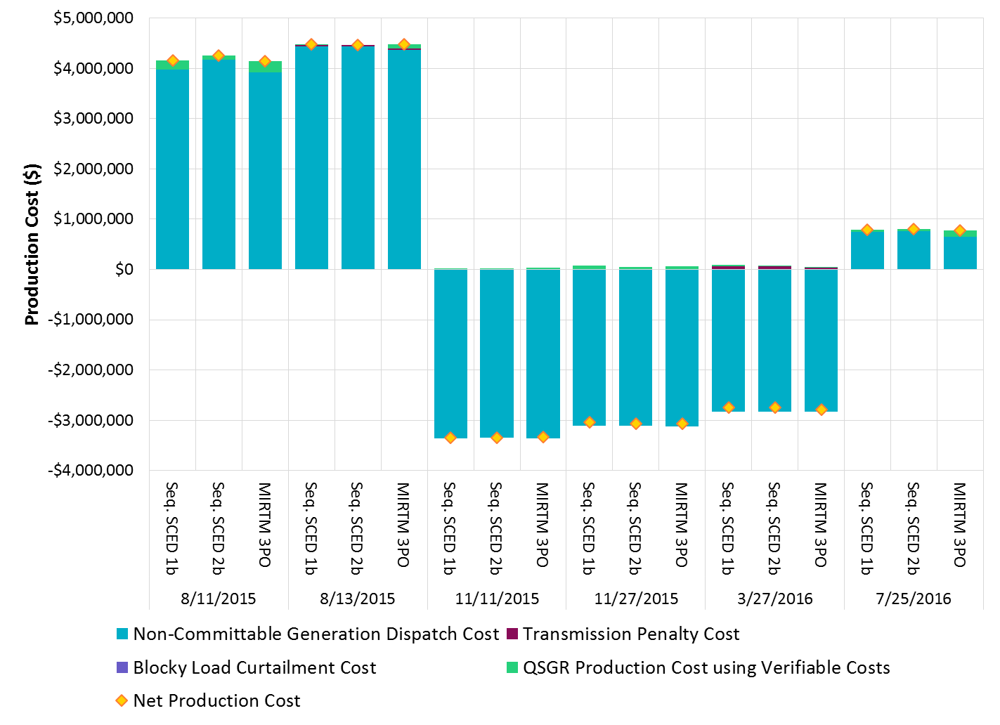 $5,000,000
$4,000,000
$3,000,000
$2,000,000
$1,000,000
$0
-$1,000,000
-$2,000,000
-$3,000,000
-$4,000,000
Production Cost ($)
Seq. SCED 1b
Seq. SCED 2b
MIRTM 3PO
Seq. SCED 1b
Seq. SCED 2b
MIRTM 3PO
Seq. SCED 1b
Seq. SCED 2b
MIRTM 3PO
Seq. SCED 1b
Seq. SCED 2b
MIRTM 3PO
Seq. SCED 1b
Seq. SCED 2b
MIRTM 3PO
Seq. SCED 1b
Seq. SCED 2b
MIRTM 3PO
8/11/2015 8/13/2015 11/11/2015 11/27/2015 3/27/2016 7/25/2016
Non-Committable Generation Dispatch Cost Transmission Penalty Cost
Blocky Load Curtailment Cost QSGR Production Cost using Verifiable Costs
Net Production Cost